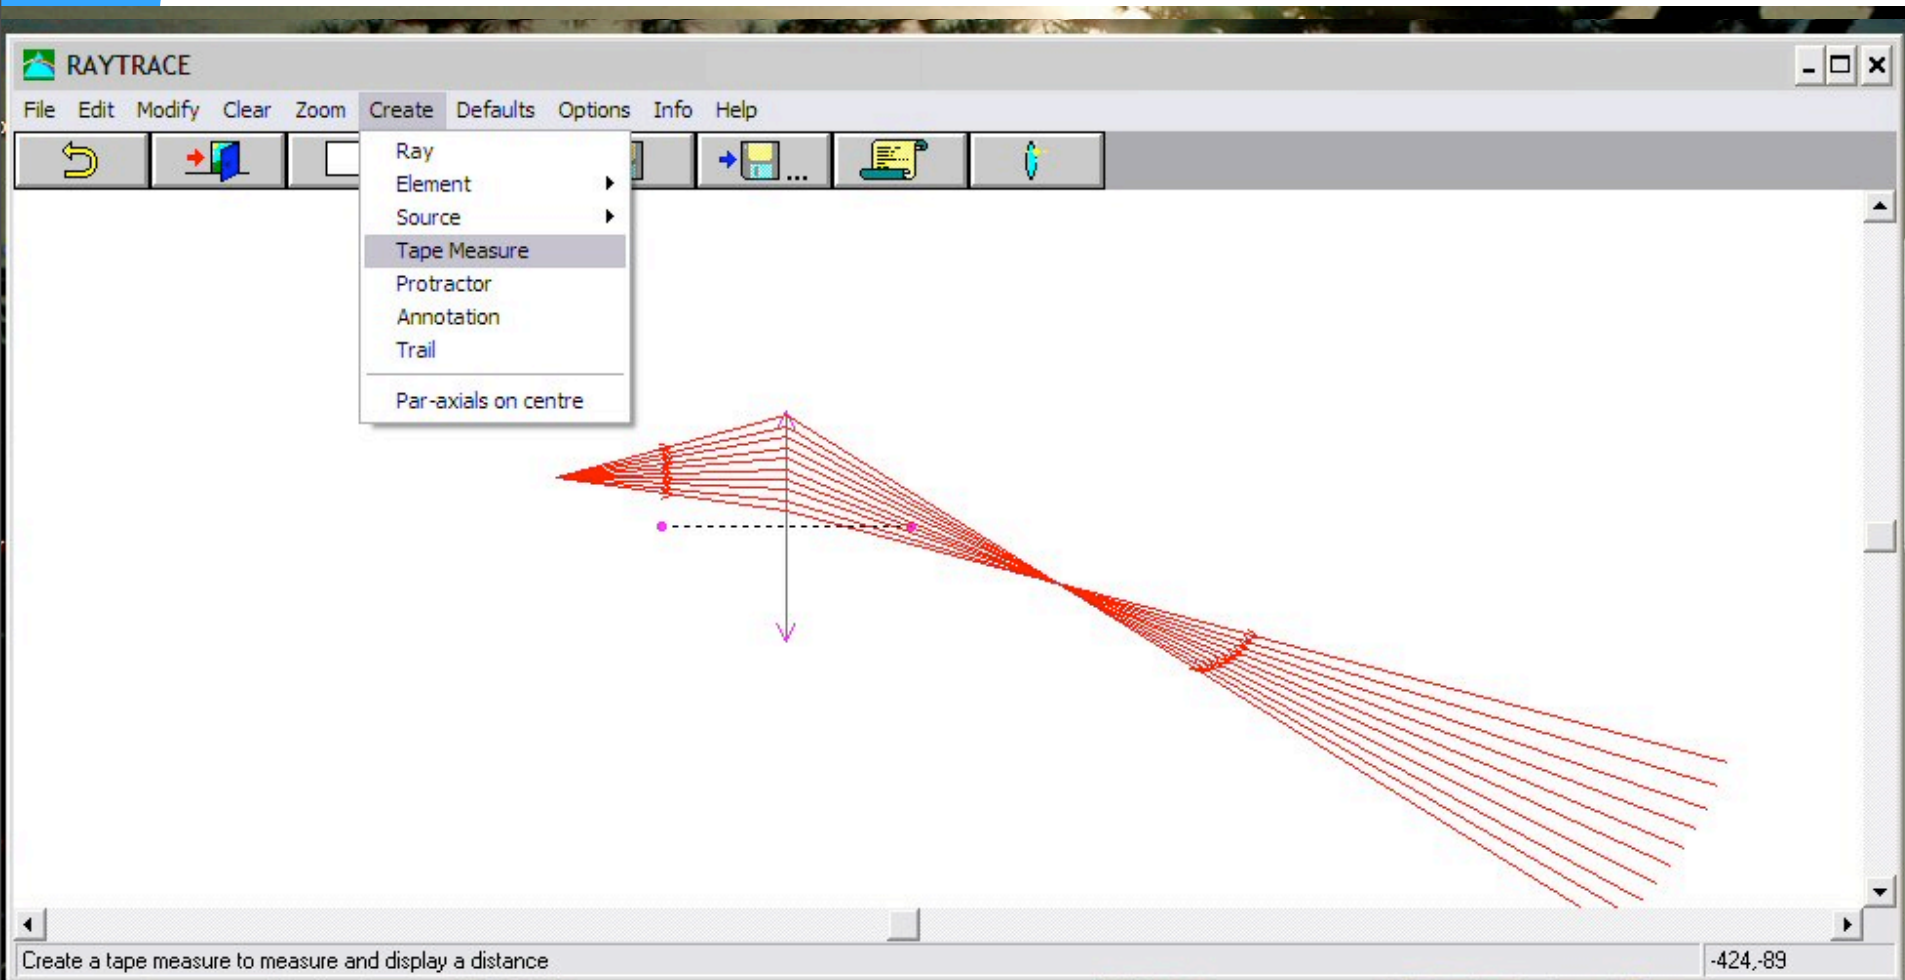 RAYTRACE
File Edit Modify Clear Zoom Create Defaults Options Info Help
...
Ray
Element
Source
Tape Measure
Protractor
Annotation
Trail
Par-axials on centre
Create a tape measure to measure and display a distance
-424,-89